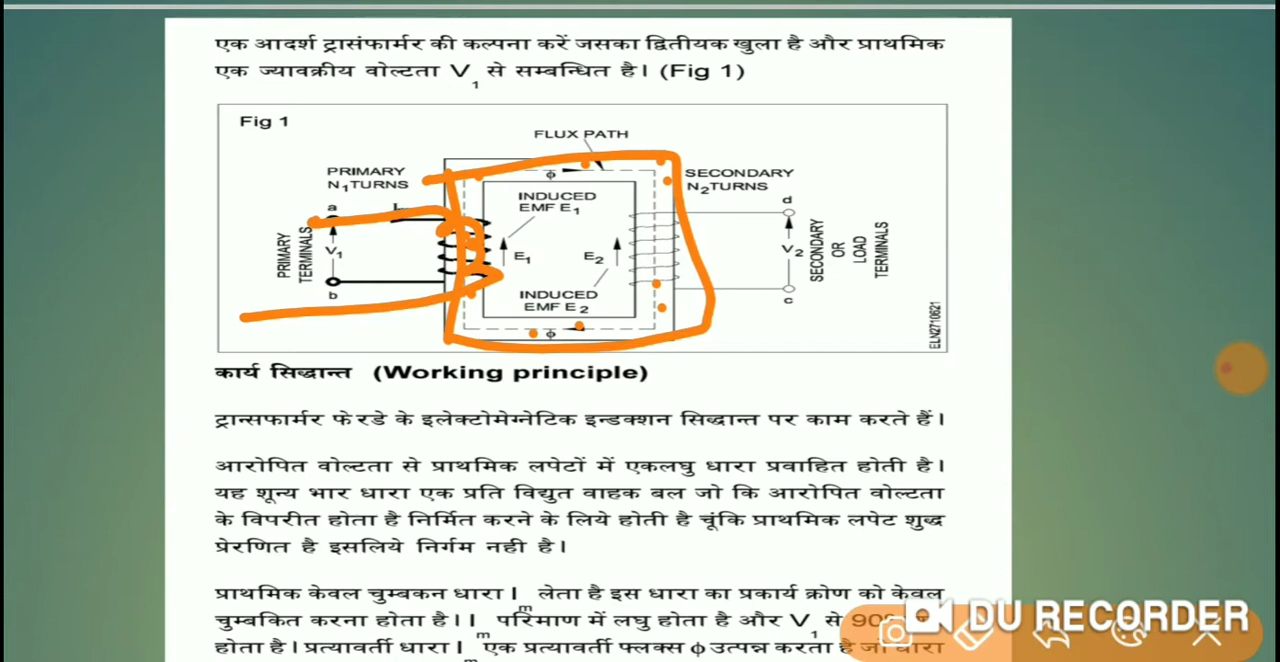 एक आदर्श ट्रासंफार्मर की कल्पना करें जसका द्वितीयक खुला है और प्राथमिक
एक ज्यावक्रीय वोल्टता V1 से सम्बन्धित है। (Fig 1)
Fig 1
FLUX PATH
PRIMARY
N1TURNS
SECONDARY
N2TURNS
ϕ
INDUCED
EMF E1
a
d
PRIMARY
TERMINALS
V1
E1
E2
V2
SECONDARY
OR
LOAD
TERMINALS
b
c
INDUCED
EMF E2
ϕ
ELN2710621
कार्य सिद्धान्त (Working principle)
ट्रान्सफार्मर फेरडे के इलेक्टोमेग्नेटिक इन्डक्शन सिद्धान्त पर काम करते हैं।
आरोपित वोल्टता से प्राथमिक लपेटों में एकलघु धारा प्रवाहित होती है।
यह शून्य भार धारा एक प्रति विद्युत वाहक बल जो कि आरोपित वोल्टता
के विपरीत होता है निर्मित करने के लिये होती है चूंकि प्राथमिक लपेट शुद्ध
प्रेरणित है इसलिये निर्गम नही है।
प्राथमिक केवल चुम्बकन धारा Im लेता है इस धारा का प्रकार्य क्रोण को केवल
चुम्बकित करना होता है। Im परिमाण में लघु होता है और V1 से 90°
होता है। प्रत्यावर्ती धारा Im एक प्रत्यावर्ती फ्लक्स ϕ उत्पन्न करता है जो धारा
DU RECORDER